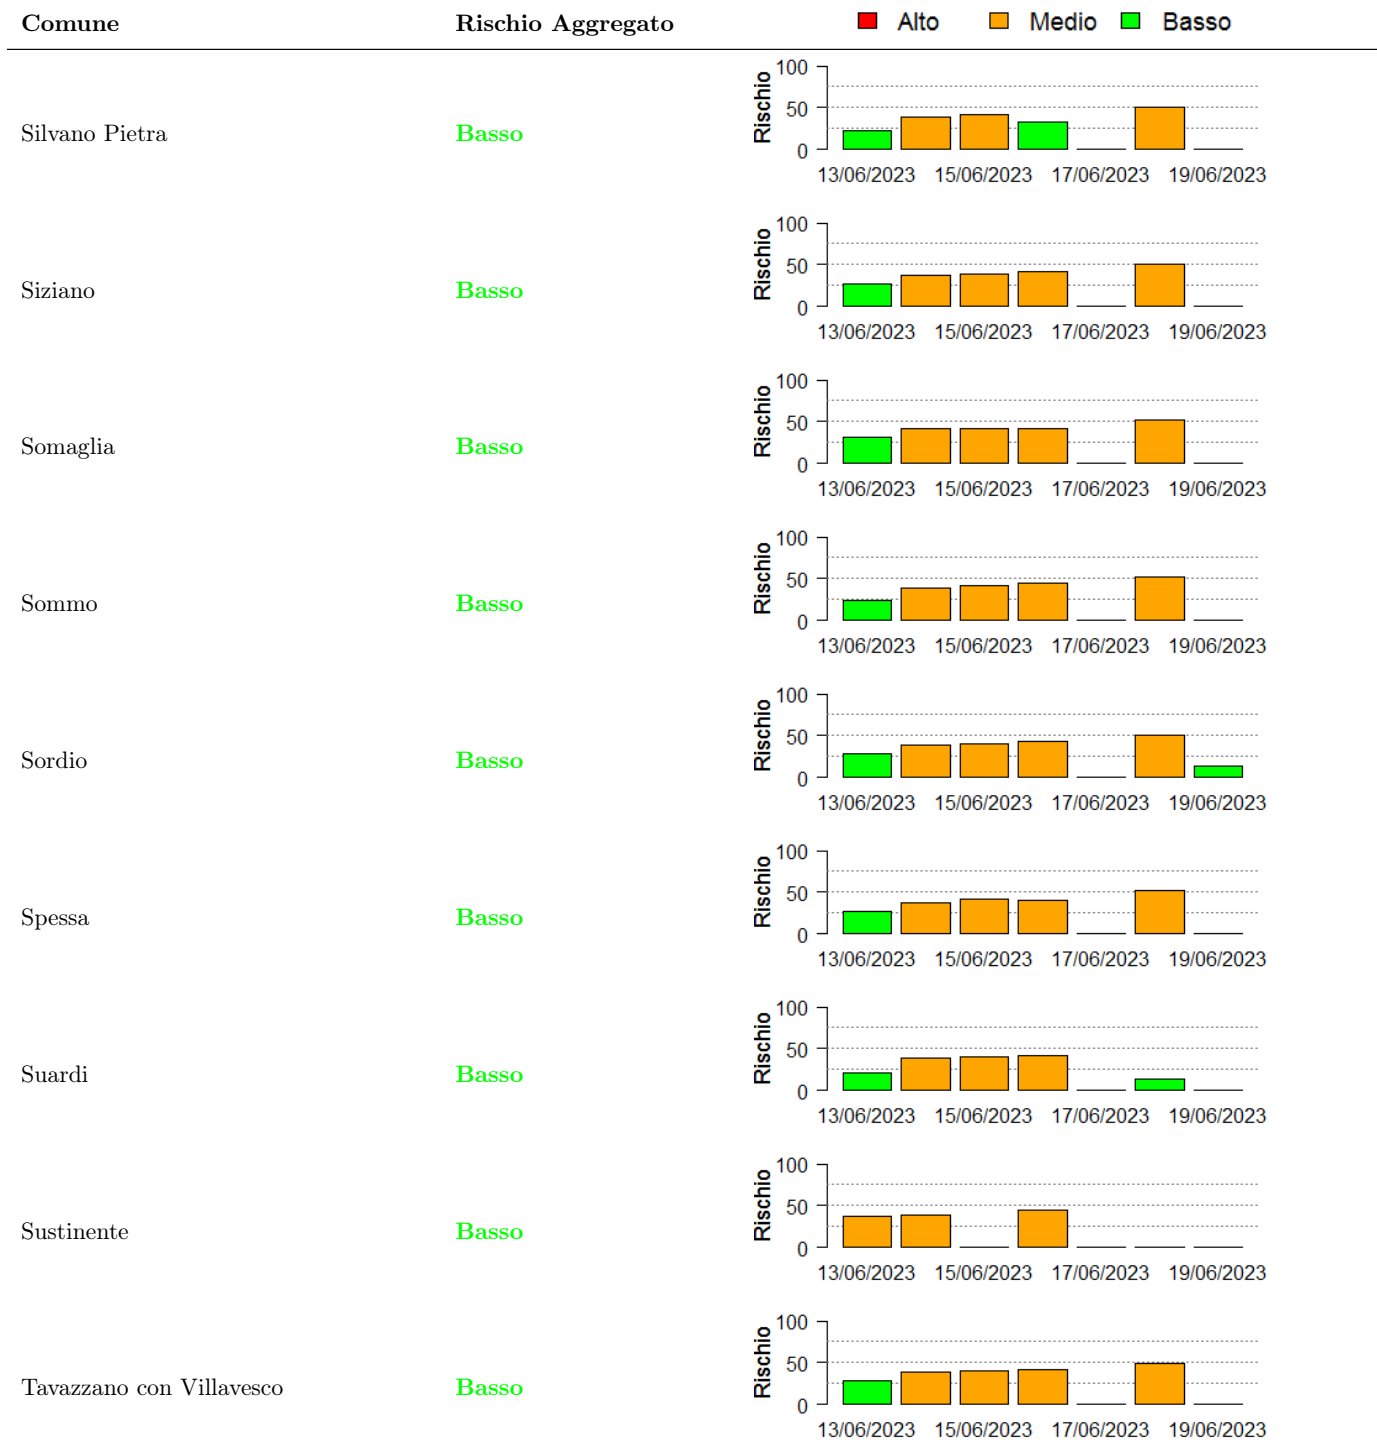 Comune Rischio Aggregato Alto Medio Basso
Silvano Pietra Basso
Rischio
100
50
0
13/06/2023 15/06/2023 17/06/2023 19/06/2023
Siziano Basso
Rischio
100
50
0
13/06/2023 15/06/2023 17/06/2023 19/06/2023
Somaglia Basso
Rischio
100
50
0
13/06/2023 15/06/2023 17/06/2023 19/06/2023
Sommo Basso
Rischio
100
50
0
13/06/2023 15/06/2023 17/06/2023 19/06/2023
Sordio Basso
Rischio
100
50
0
13/06/2023 15/06/2023 17/06/2023 19/06/2023
Spessa Basso
Rischio
100
50
0
13/06/2023 15/06/2023 17/06/2023 19/06/2023
Suardi Basso
Rischio
100
50
0
13/06/2023 15/06/2023 17/06/2023 19/06/2023
Sustinente Basso
Rischio
100
50
0
13/06/2023 15/06/2023 17/06/2023 19/06/2023
Tavazzano con Villavesco Basso
Rischio
100
50
0
13/06/2023 15/06/2023 17/06/2023 19/06/2023